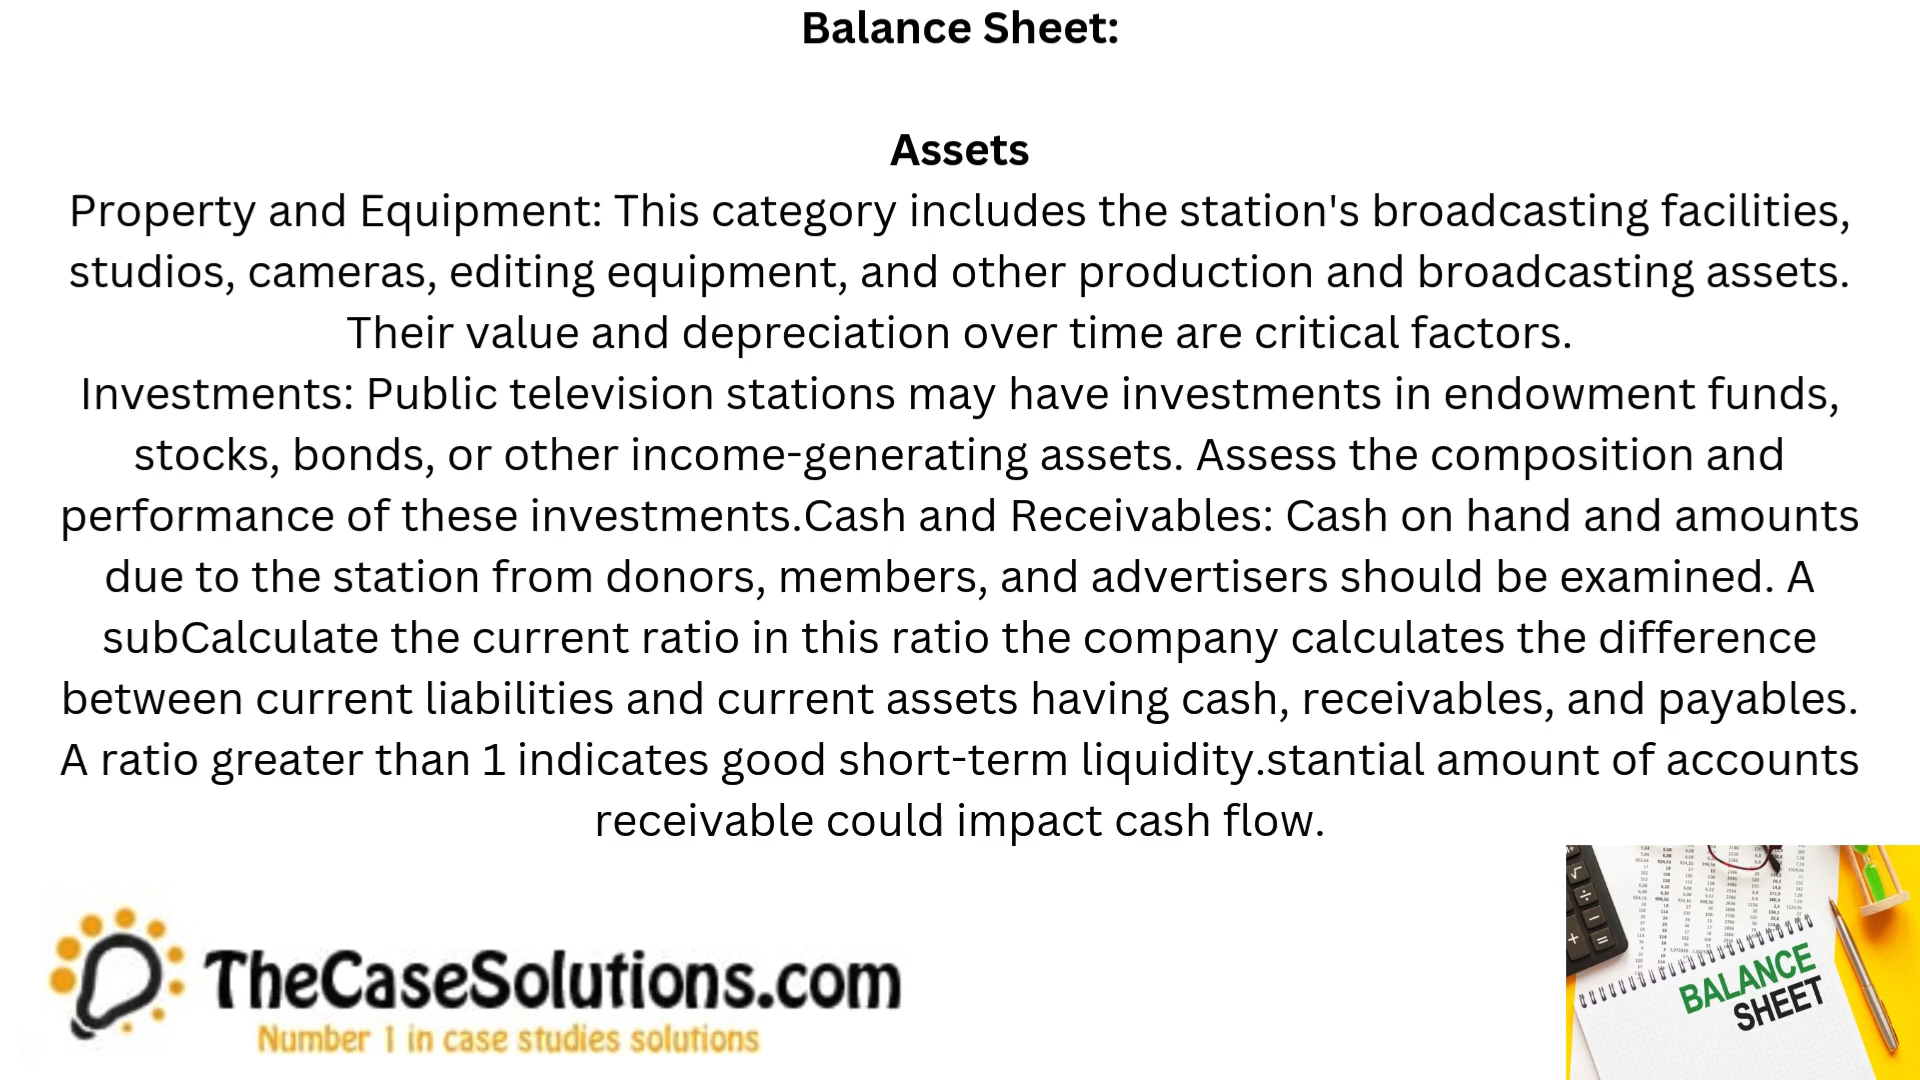 Balance Sheet:
Assets
Property and Equipment: This category includes the station's broadcasting facilities,
studios, cameras, editing equipment, and other production and broadcasting assets.
Their value and depreciation over time are critical factors.
Investments: Public television stations may have investments in endowment funds,
stocks, bonds, or other income-generating assets. Assess the composition and
performance of these investments.Cash and Receivables: Cash on hand and amounts
due to the station from donors, members, and advertisers should be examined. A
subCalculate the current ratio in this ratio the company calculates the difference
between current liabilities and current assets having cash, receivables, and payables.
A ratio greater than 1 indicates good short-term liquidity.stantial amount of accounts
receivable could impact cash flow.
TheCaseSolutions.com
Number 1 in case studies solutions
BALANCE
SHEET